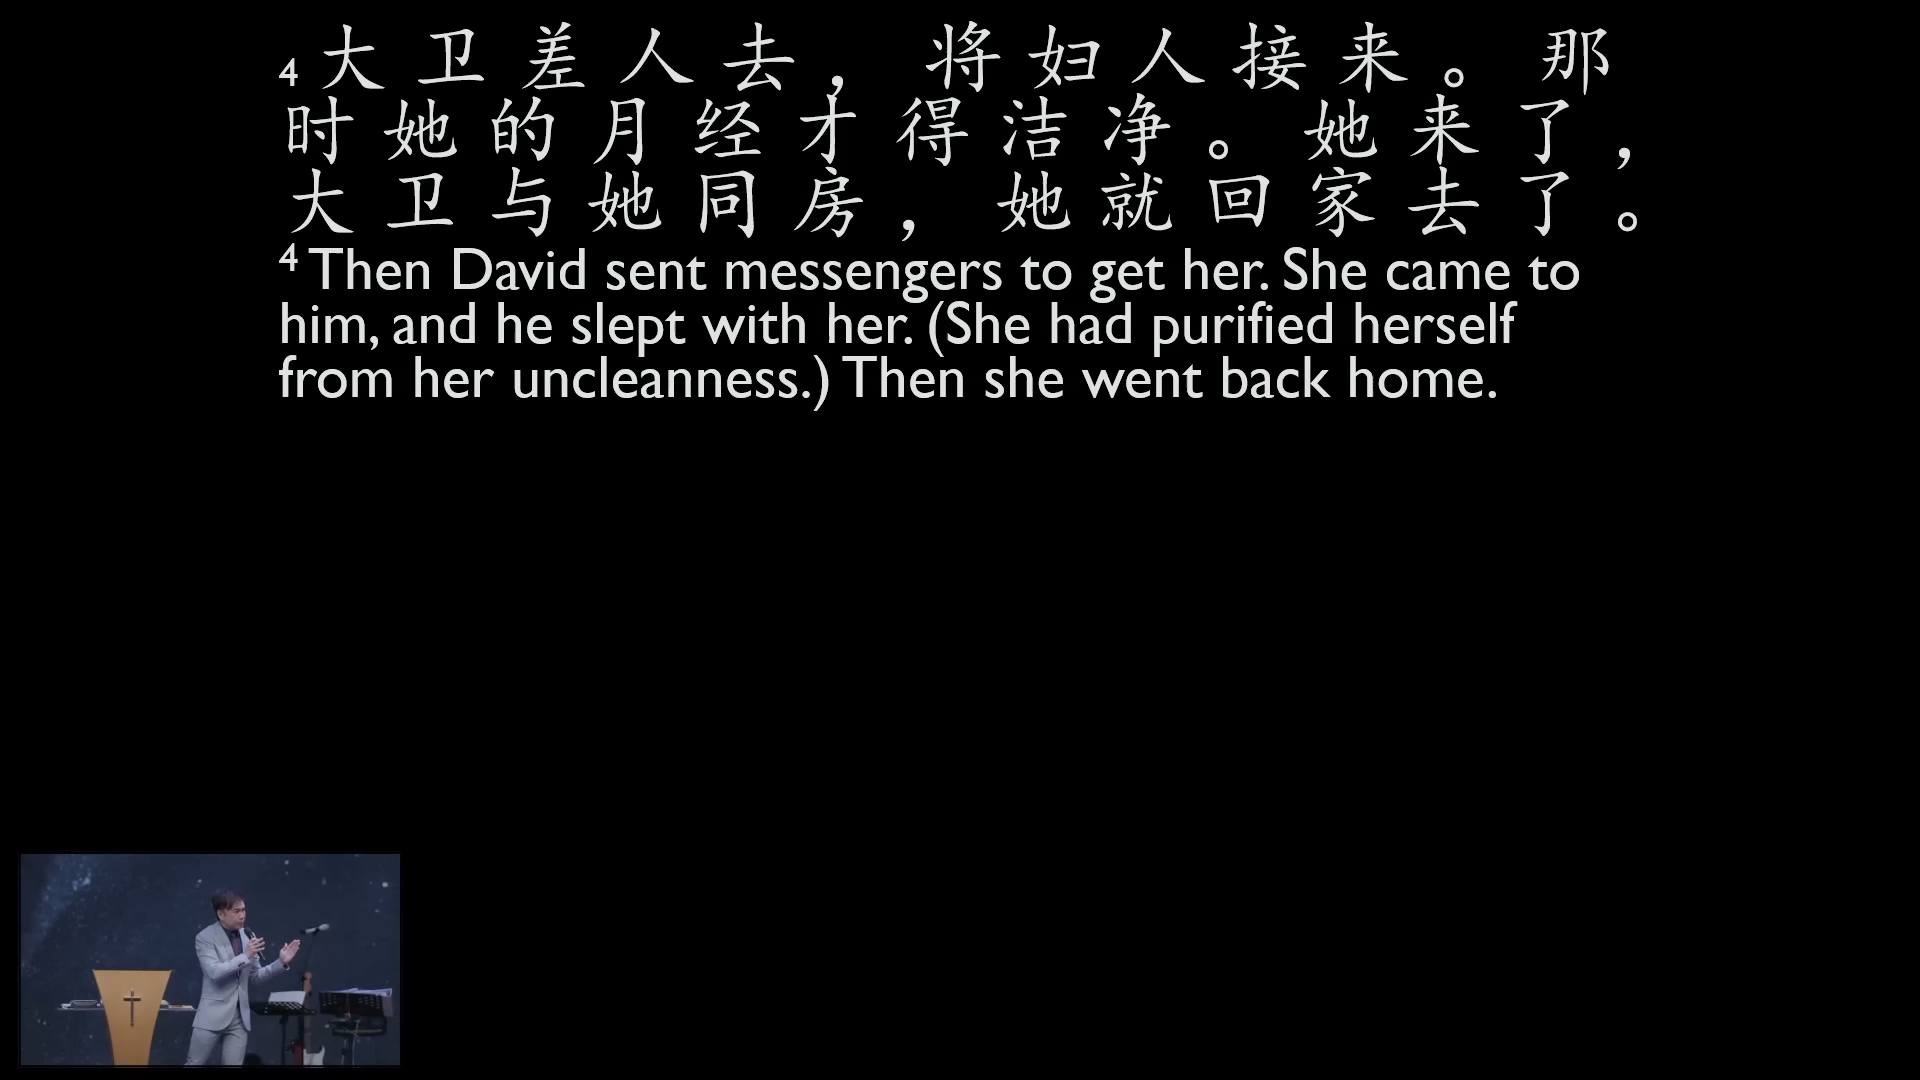 4 大卫差人去，将妇人接来。那
时她的月经才得洁净。她来了，
大卫与她同房，她就回家去了。
4 Then David sent messengers to get her. She came to
him, and he slept with her. (She had purified herself
from her uncleanness.) Then she went back home.